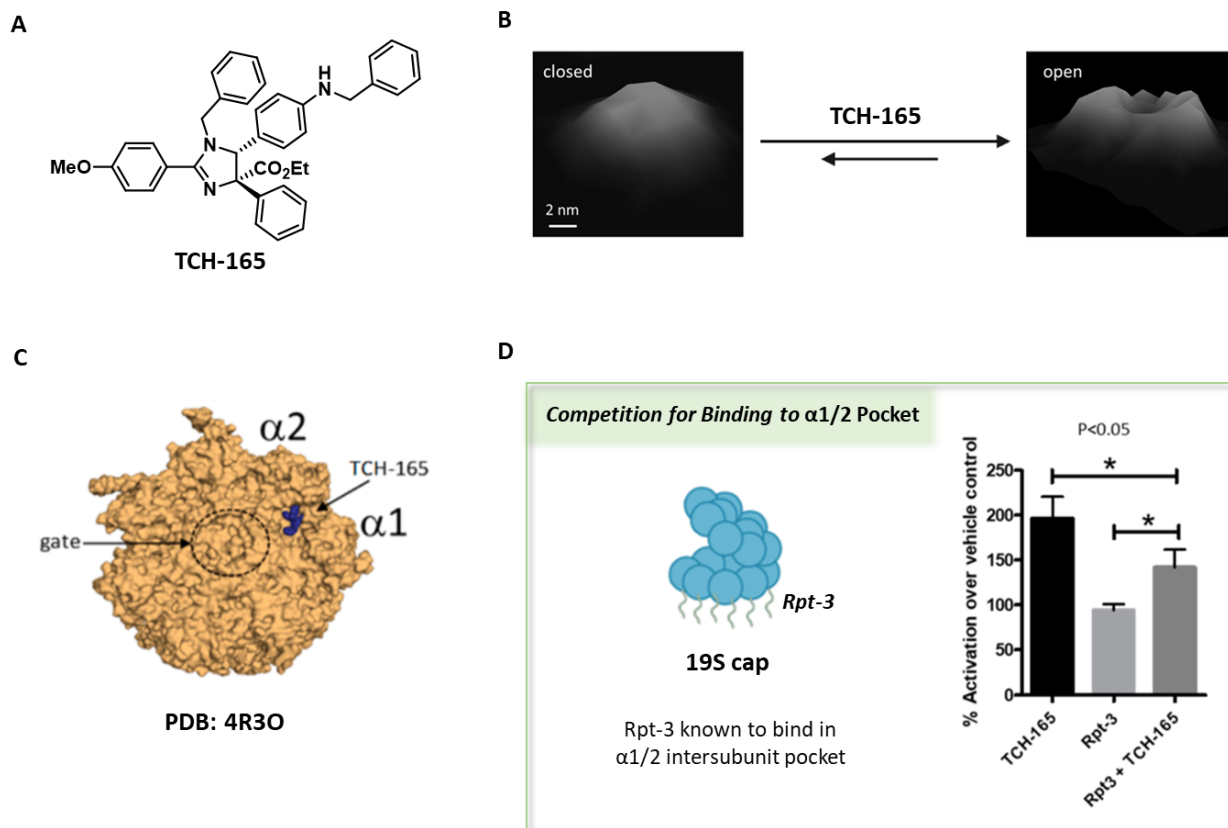 A
MeO
N
N
H
N
CO₂Et
TCH-165
B
closed
2 nm
TCH-165
open
C
α2
TCH-165
α1
gate
PDB: 4R3O
D
Competition for Binding to α1/2 Pocket
Rpt-3
19S cap
Rpt-3 known to bind in
α1/2 intersubunit pocket
P<0.05
*
*
% Activation over vehicle control
250
200
150
100
50
0
TCH-165
Rpt-3
Rpt3 + TCH-165